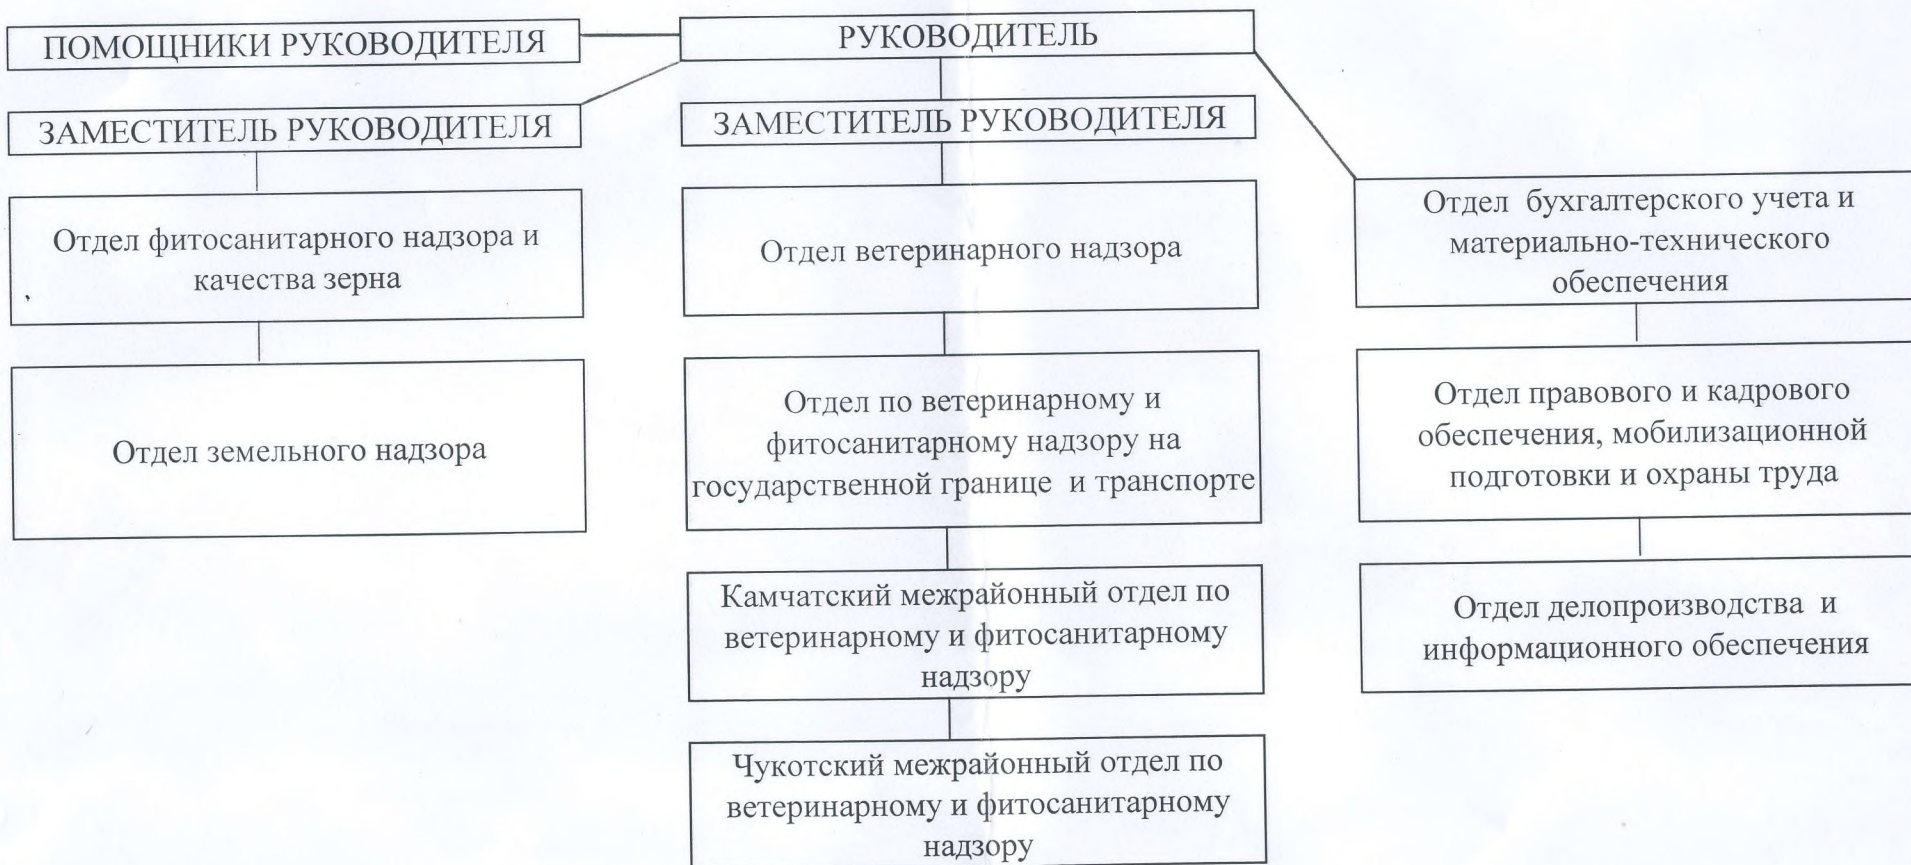 ПОМОЩНИКИ РУКОВОДИТЕЛЯ
РУКОВОДИТЕЛЬ
ЗАМЕСТИТЕЛЬ РУКОВОДИТЕЛЯ
ЗАМЕСТИТЕЛЬ РУКОВОДИТЕЛЯ
Отдел фитосанитарного надзора и
качества зерна
Отдел земельного надзора
Отдел ветеринарного надзора
Отдел по ветеринарному и
фитосанитарному надзору на
государственной границе и транспорте
Камчатский межрайонный отдел по
ветеринарному и фитосанитарному
надзору
Чукотский межрайонный отдел по
ветеринарному и фитосанитарному
надзору
Отдел бухгалтерского учета и
материально-технического
обеспечения
Отдел правового и кадрового
обеспечения, мобилизационной
подготовки и охраны труда
Отдел делопроизводства и
информационного обеспечения